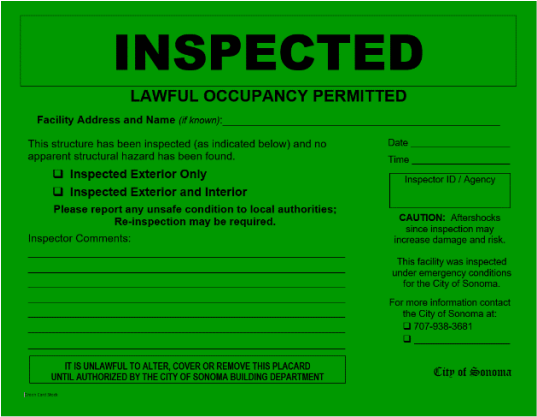 INSPECTED
LAWFUL OCCUPANCY PERMITTED
Facility Address and Name (if known):
This structure has been inspected (as indicated below) and no
apparent structural hazard has been found.
❑ Inspected Exterior Only
❑ Inspected Exterior and Interior
Please report any unsafe condition to local authorities;
Re-inspection may be required.
Inspector Comments:
IT IS UNLAWFUL TO ALTER, COVER OR REMOVE THIS PLACARD
UNTIL AUTHORIZED BY THE CITY OF SONOMA BUILDING DEPARTMENT
Date
Time
Inspector ID / Agency
CAUTION: Aftershocks
since inspection may
increase damage and risk.
This facility was inspected
under emergency conditions
for the City of Sonoma.
For more information contact
the City of Sonoma at:
❑ 707-938-3681
❑
City of Sonoma